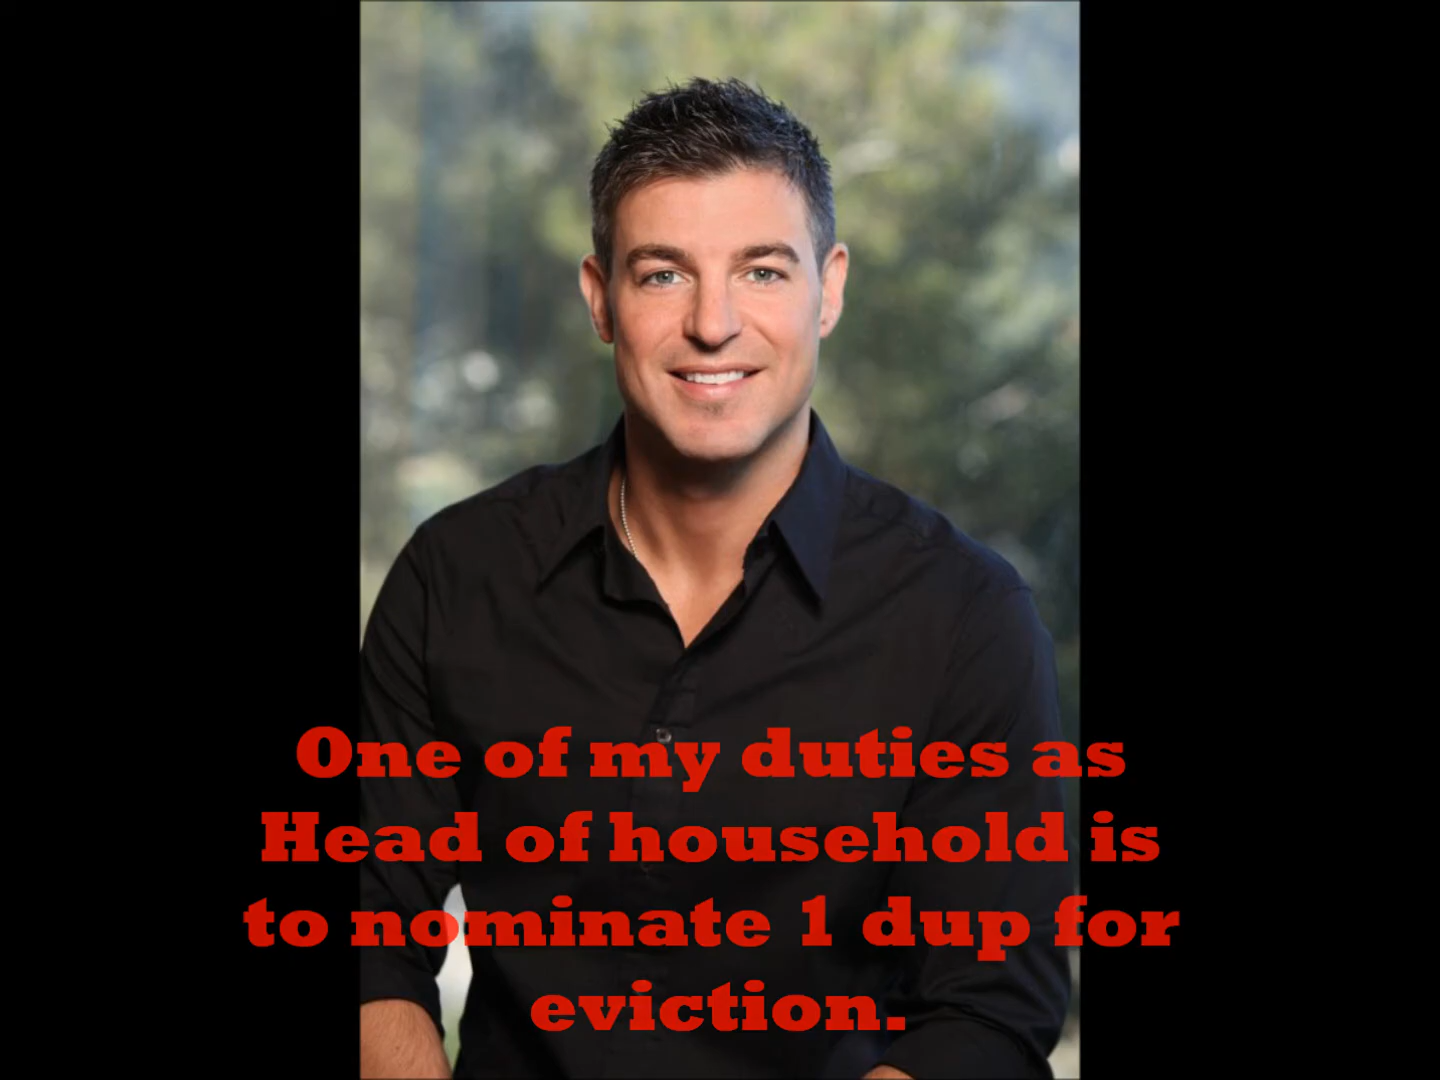 One of my duties as
Head of household is
to nominate 1 dup for
eviction.